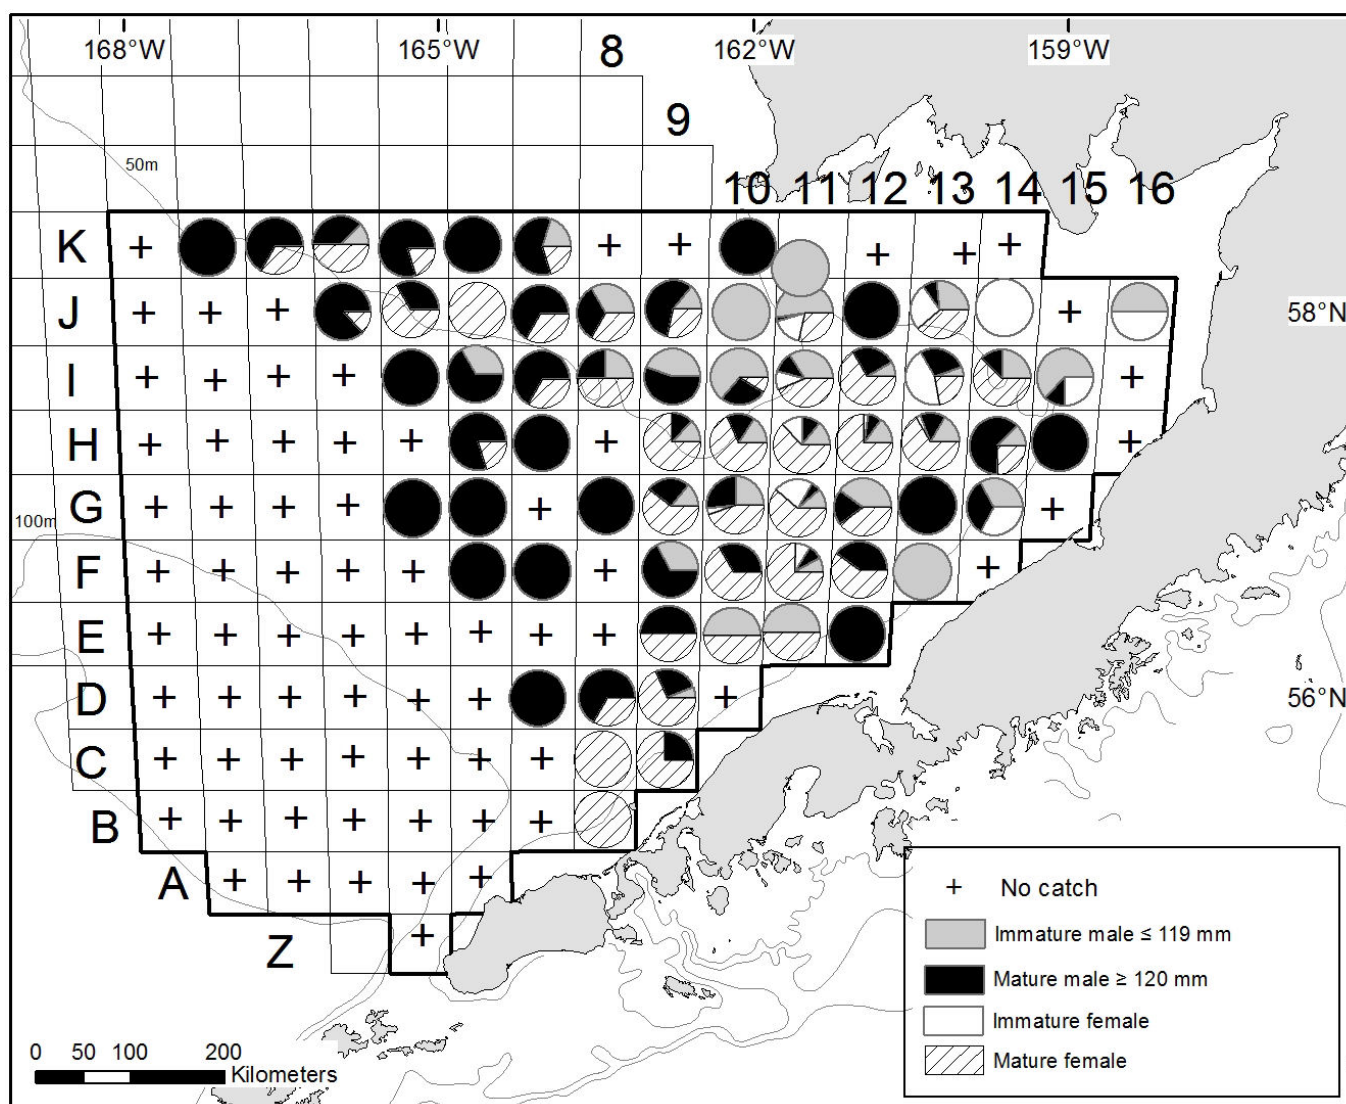 168°W 165°W 162°W 159°W
8
9
50m
10 11 12 13 14 15 16
K
J
58°N
I
H
G
100m
F
E
D
56°N
C
B
A
Z
No catch
Immature male ≤ 119 mm
Mature male ≥ 120 mm
Immature female
Mature female
0 50 100 200
Kilometers